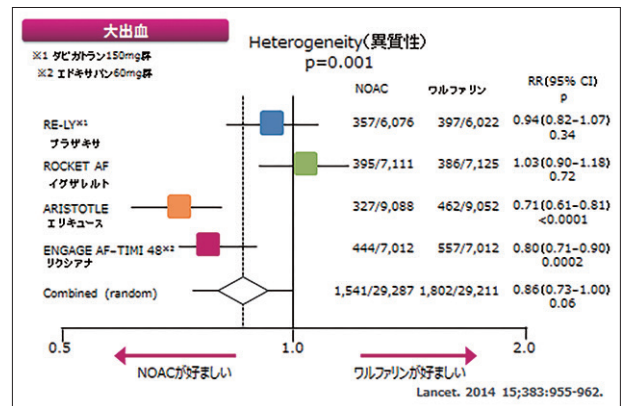 大出血
※1 ダビガトラン150mg群
※2 エドキサバン60mg群
Heterogeneity(異質性)
p=0.001
NOAC ワルファリン RR(95% CI)
p
RE-LY※1 357/6,076 397/6,022 0.94(0.82-1.07)
プラザキサ 0.34
ROCKET AF 395/7,111 386/7,125 1.03(0.90-1.18)
イグザレルト 0.72
ARISTOTLE 327/9,088 462/9,052 0.71(0.61-0.81)
エリキュース <0.0001
ENGAGE AF-TIMI 48※2 444/7,012 557/7,012 0.80(0.71-0.90)
リクシアナ 0.0002
Combined (random) 1,541/29,287 1,802/29,211 0.86(0.73-1.00)
0.06
0.5 1.0 2.0
NOACが好ましい ワルファリンが好ましい
Lancet. 2014 15;383:955-962.